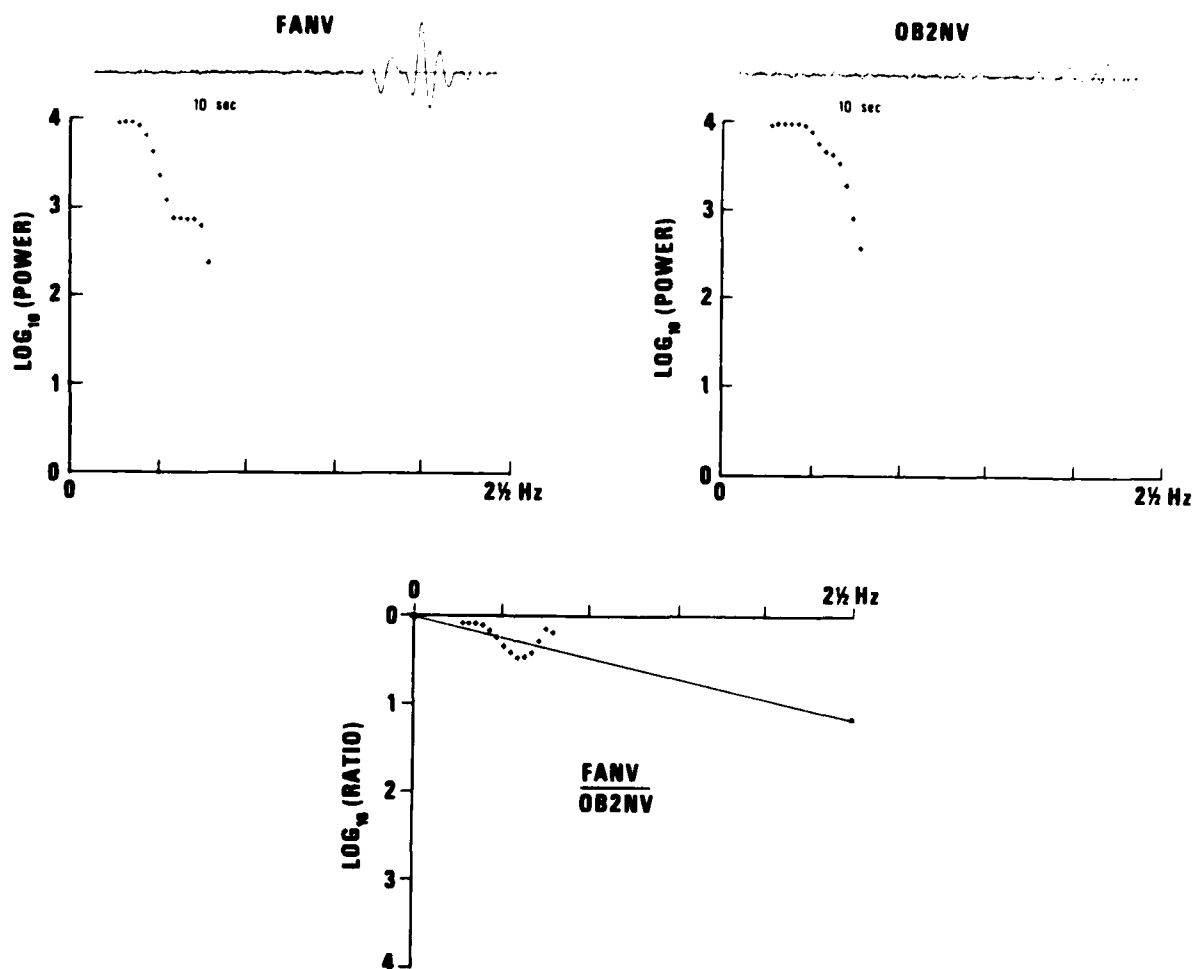 FANV
10 sec
4
3
2
1
0
LOG₁₀ (POWER)
0
2½ Hz
OB2NV
10 sec
4
3
2
1
0
LOG₁₀ (POWER)
0
2½ Hz
0
2½ Hz
0
1
2
3
4
LOG₁₀ (RATIO)
FANV
OB2NV